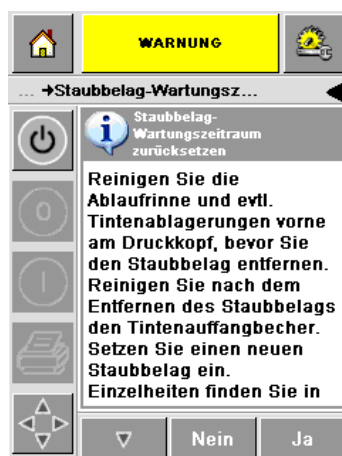 WARNUNG
... →Staubbelag-Wartungsz...
Staubbelag-
Wartungszeitraum
zurücksetzen
Reinigen Sie die
Ablaufrinne und evtl.
Tintenablagerungen vorne
am Druckkopf, bevor Sie
den Staubbelag entfernen.
Reinigen Sie nach dem
Entfernen des Staubbelags
den Tintenauffangbecher.
Setzen Sie einen neuen
Staubbelag ein.
Einzelheiten finden Sie in
Nein
Ja